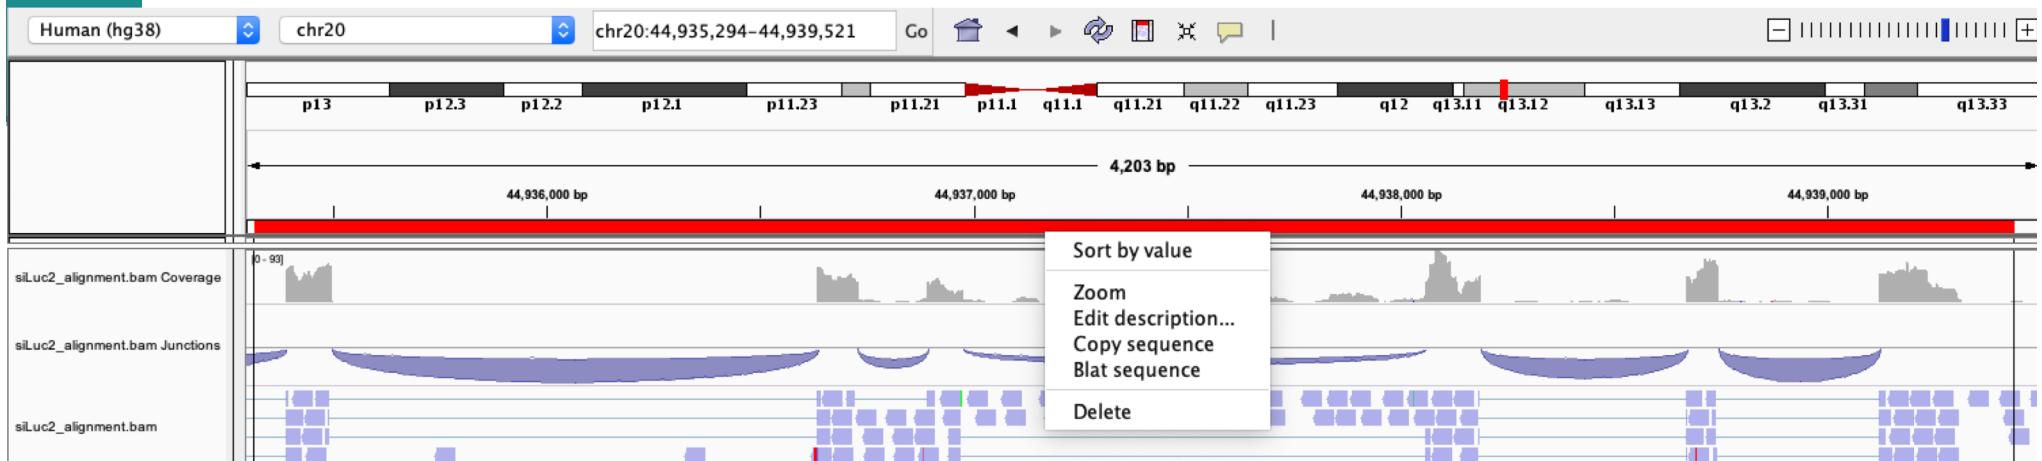 Human (hg38) chr20 chr20:44,935,294-44,939,521 Go
p13 p12.3 p12.2 p12.1 p11.23 p11.21 p11.1 q11.1 q11.21 q11.22 q11.23 q12 q13.11 q13.12 q13.13 q13.2 q13.31 q13.33
4,203 bp
44,936,000 bp 44,937,000 bp 44,938,000 bp 44,939,000 bp
Sort by value
[0 - 93]
siLuc2_alignment.bam Coverage
Zoom
Edit description...
siLuc2_alignment.bam Junctions
Copy sequence
Blat sequence
Delete
siLuc2_alignment.bam